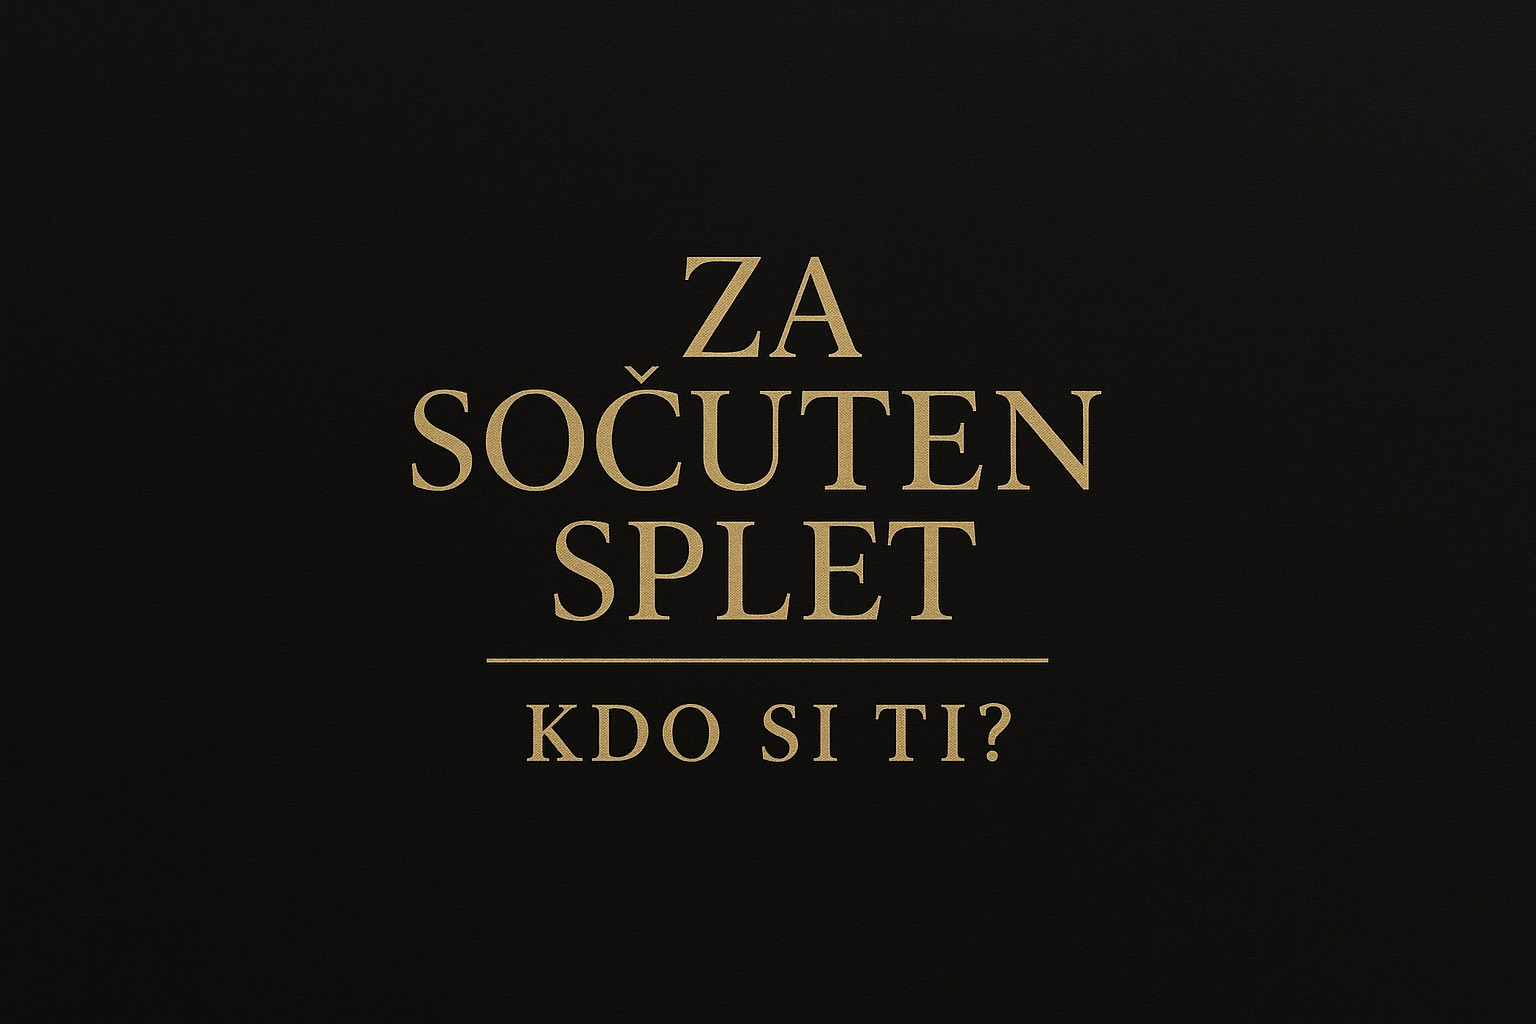 ZA
SOČUTEN
SPLET
KDO SI TI?